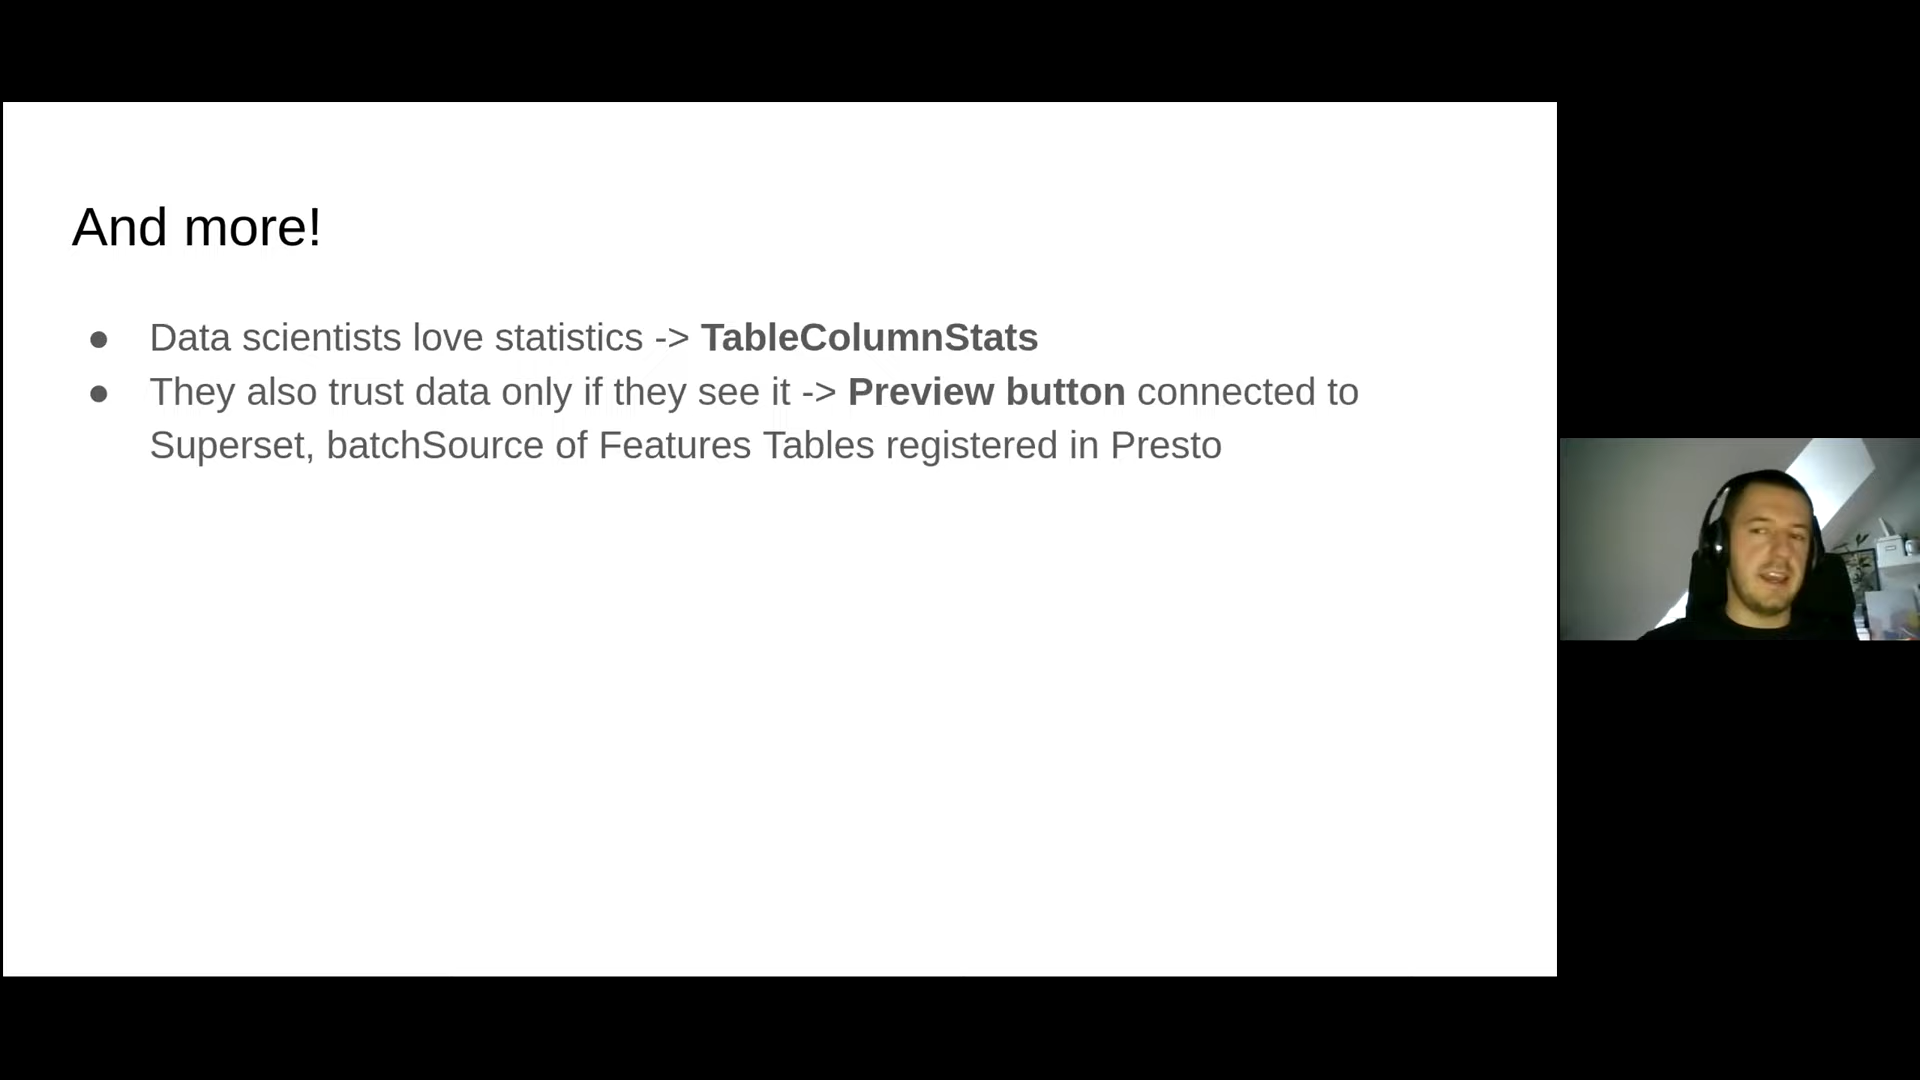 And more!
● Data scientists love statistics -> TableColumnStats
● They also trust data only if they see it -> Preview button connected to
Superset, batchSource of Features Tables registered in Presto